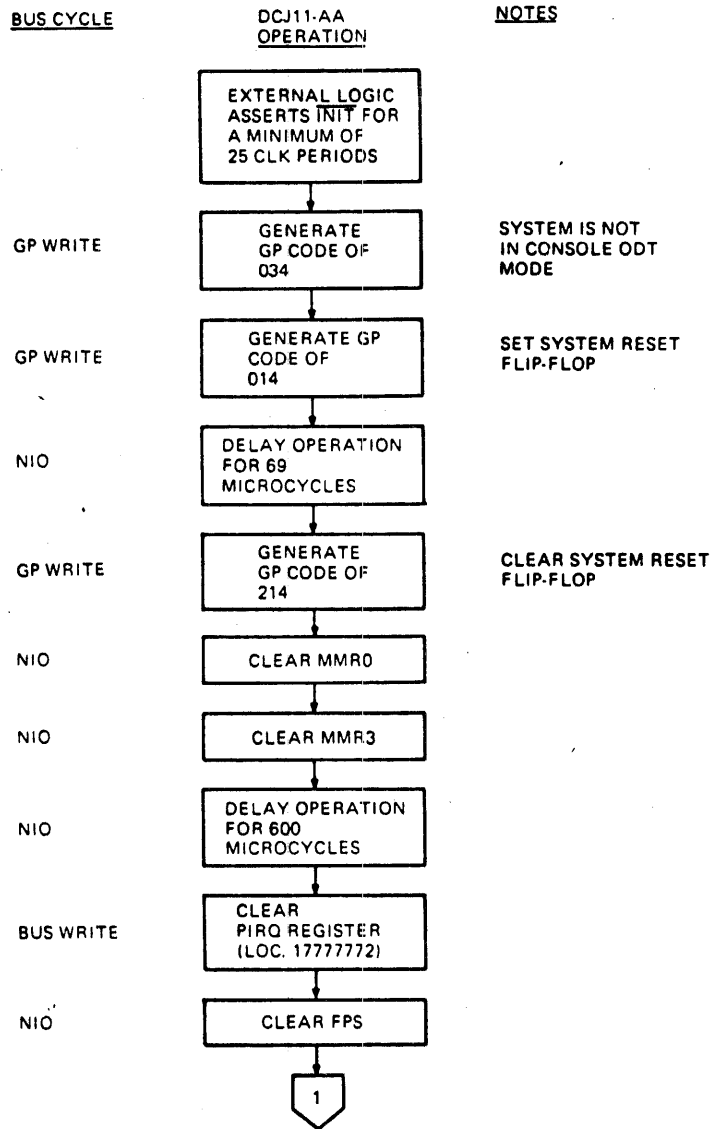 BUS CYCLE
DCJ11-AA
OPERATION
NOTES
EXTERNAL LOGIC
ASSERTS INIT FOR
A MINIMUM OF
25 CLK PERIODS
GP WRITE
GENERATE
GP CODE OF
034
SYSTEM IS NOT
IN CONSOLE ODT
MODE
GP WRITE
GENERATE GP
CODE OF
014
SET SYSTEM RESET
FLIP-FLOP
NIO
DELAY OPERATION
FOR 69
MICROCYCLES
GP WRITE
GENERATE
GP CODE OF
214
CLEAR SYSTEM RESET
FLIP-FLOP
NIO
CLEAR MMR0
NIO
CLEAR MMR3
NIO
DELAY OPERATION
FOR 600
MICROCYCLES
BUS WRITE
CLEAR
PIRQ REGISTER
(LOC. 17777772)
NIO
CLEAR FPS
1